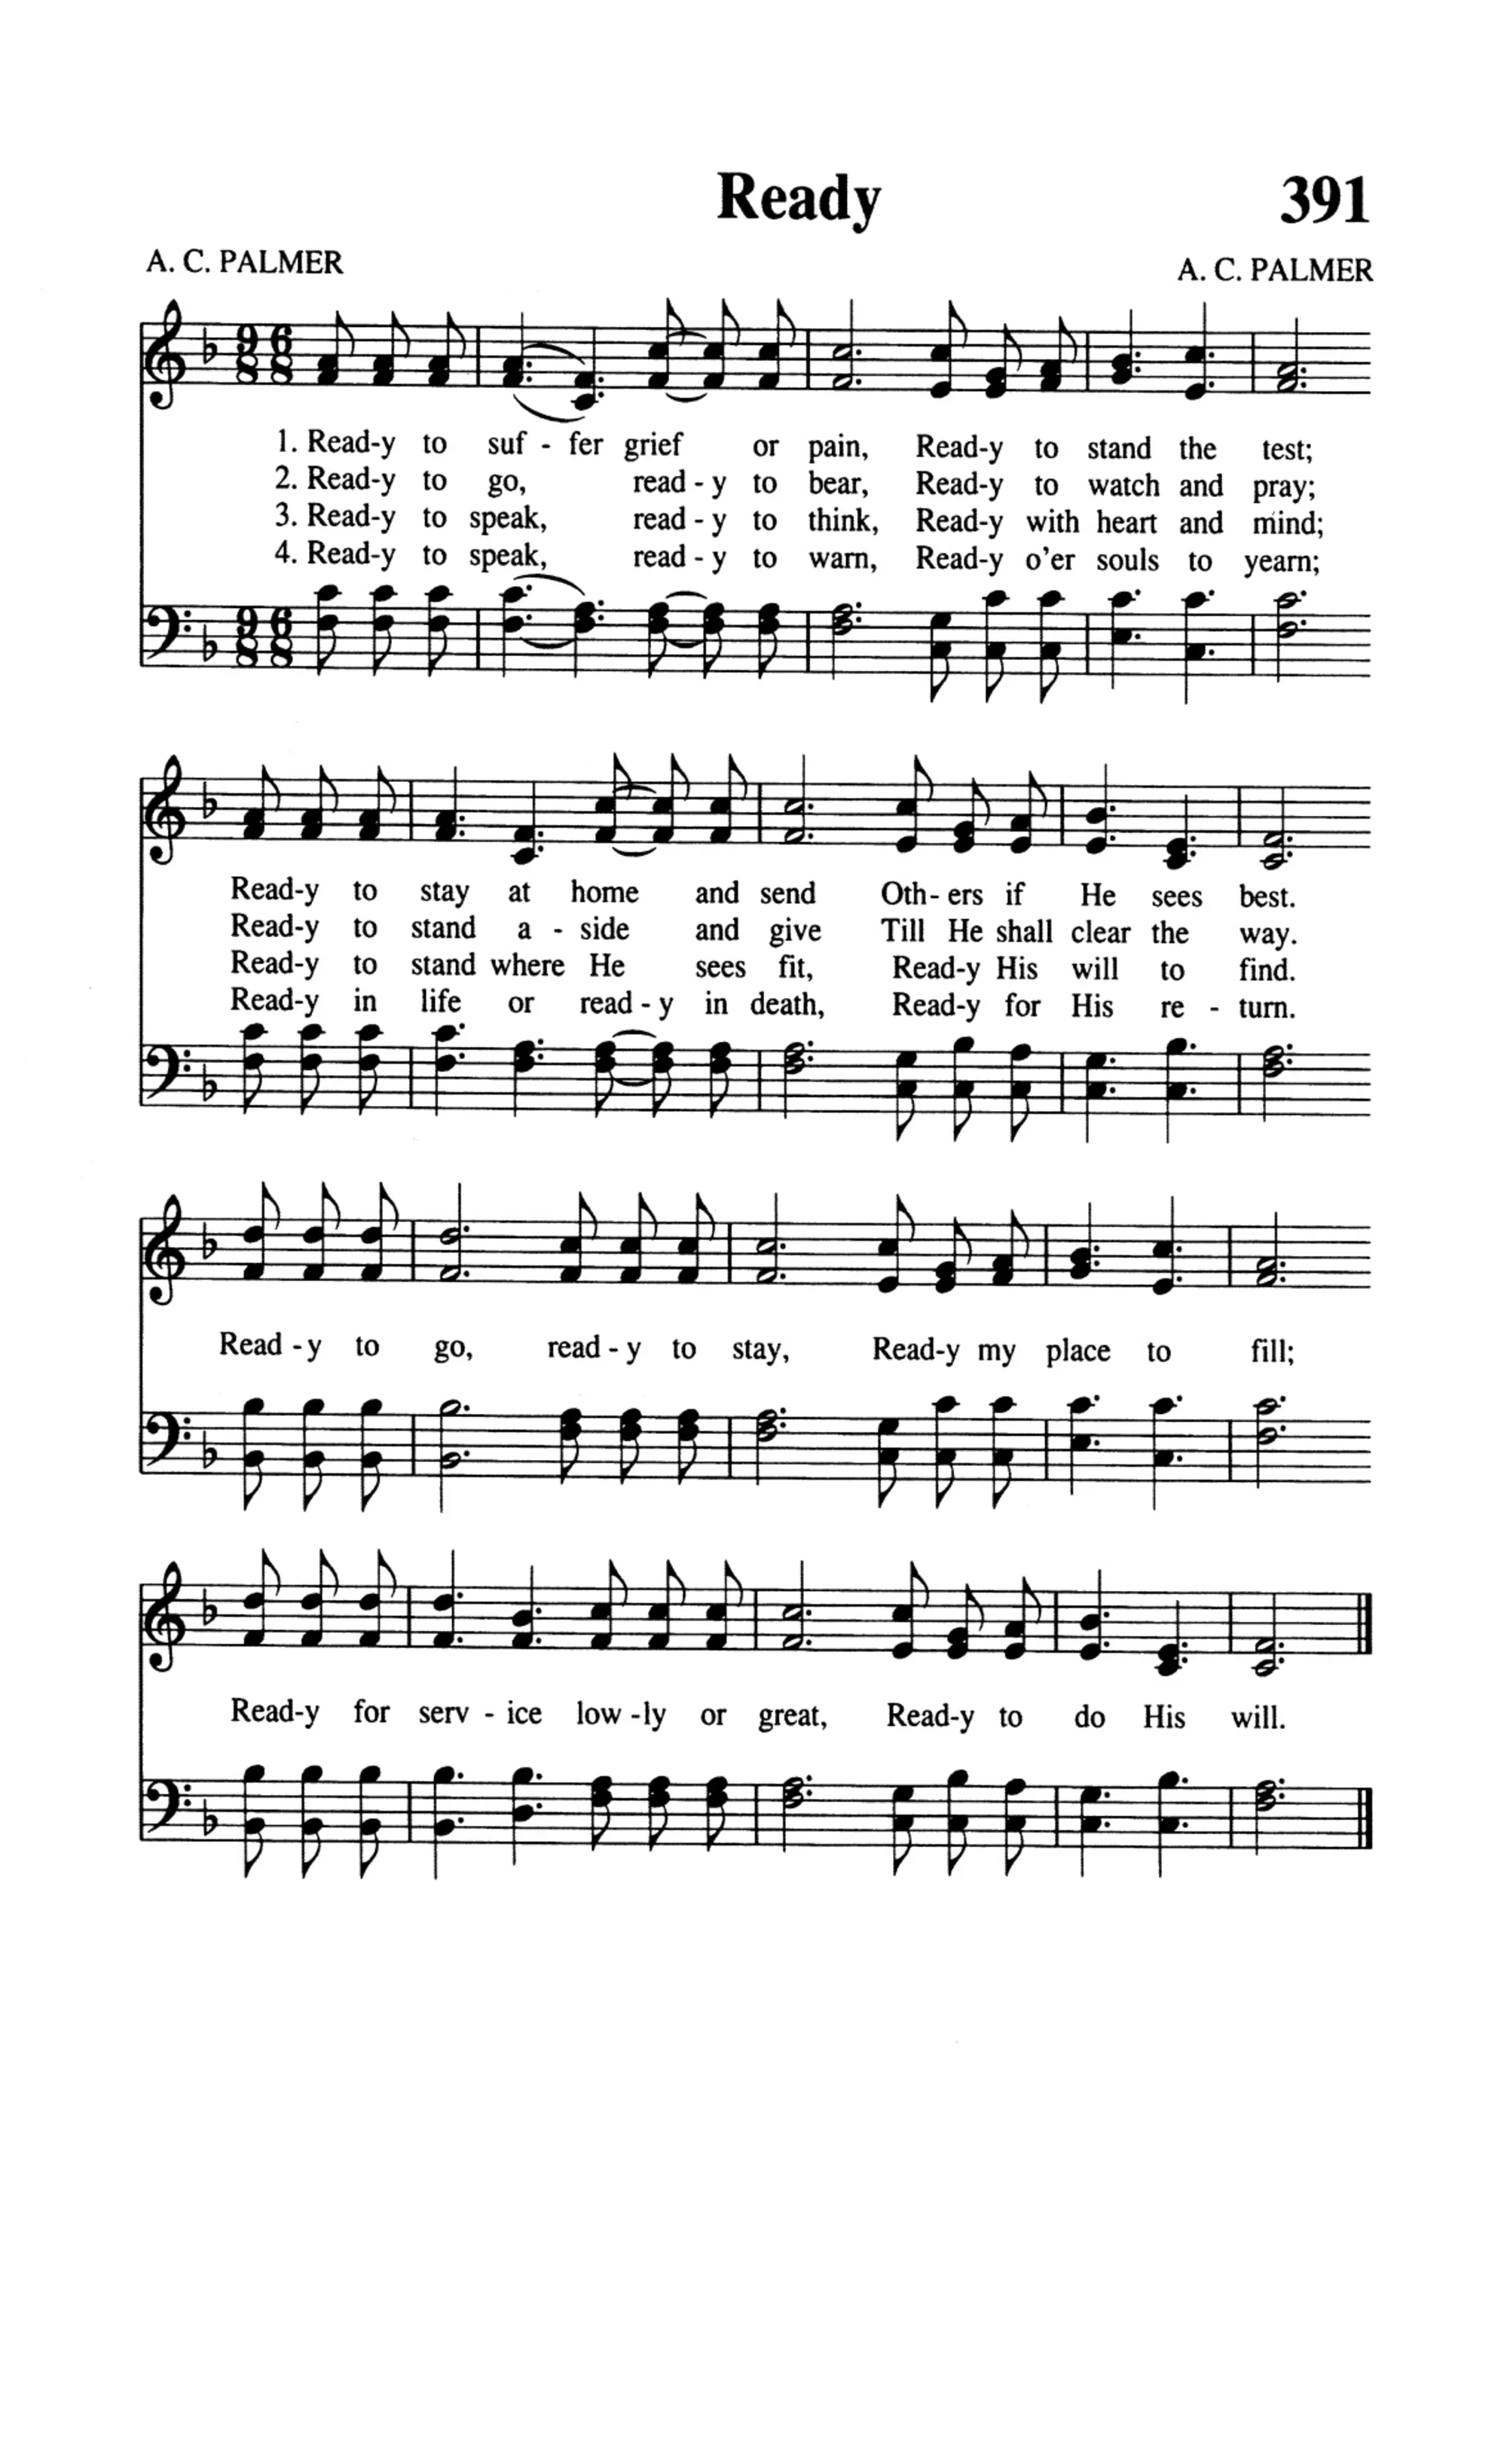 Ready 391
A. C. PALMER A. C. PALMER
9 6
8 8
1. Read-y to suf - fer grief or pain, Read-y to stand the test;
2. Read-y to go, read - y to bear, Read-y to watch and pray;
3. Read-y to speak, read - y to think, Read-y with heart and mind;
4. Read-y to speak, read - y to warn, Read-y o'er souls to yearn;
9 6
8 8
Read-y to stay at home and send Oth- ers if He sees best.
Read-y to stand a - side and give Till He shall clear the way.
Read-y to stand where He sees fit, Read-y His will to find.
Read-y in life or read - y in death, Read-y for His re - turn.
Read - y to go, read - y to stay, Read-y my place to fill;
Read-y for serv - ice low -ly or great, Read-y to do His will.